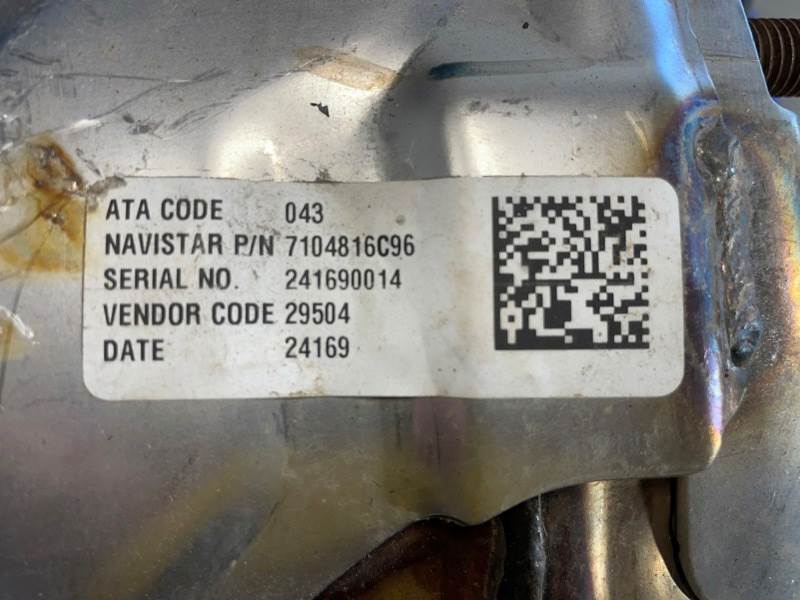 ATA CODE 043
NAVISTAR P/N 7104816C96
SERIAL NO. 241690014
VENDOR CODE 29504
DATE 24169